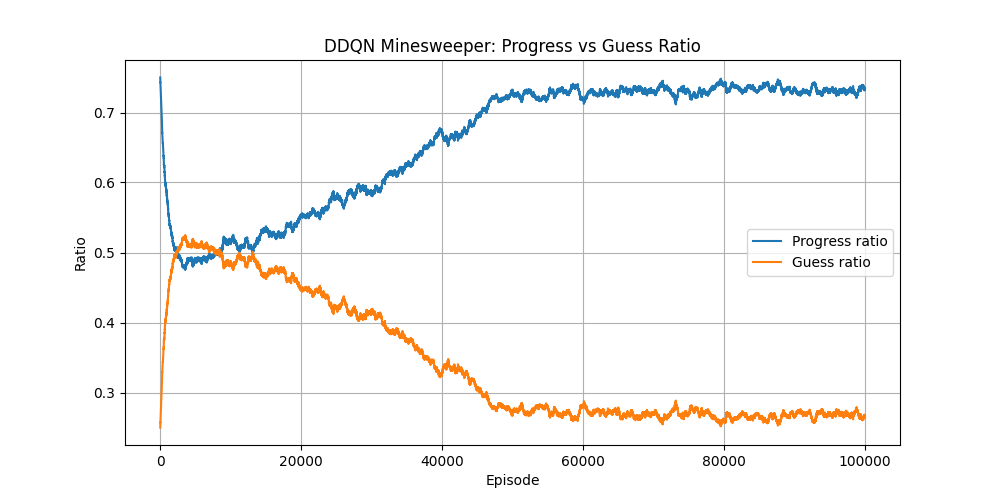 DDQN Minesweeper: Progress vs Guess Ratio
Ratio
0.7
0.6
0.5
0.4
0.3
Progress ratio
Guess ratio
0 20000 40000 60000 80000 100000
Episode